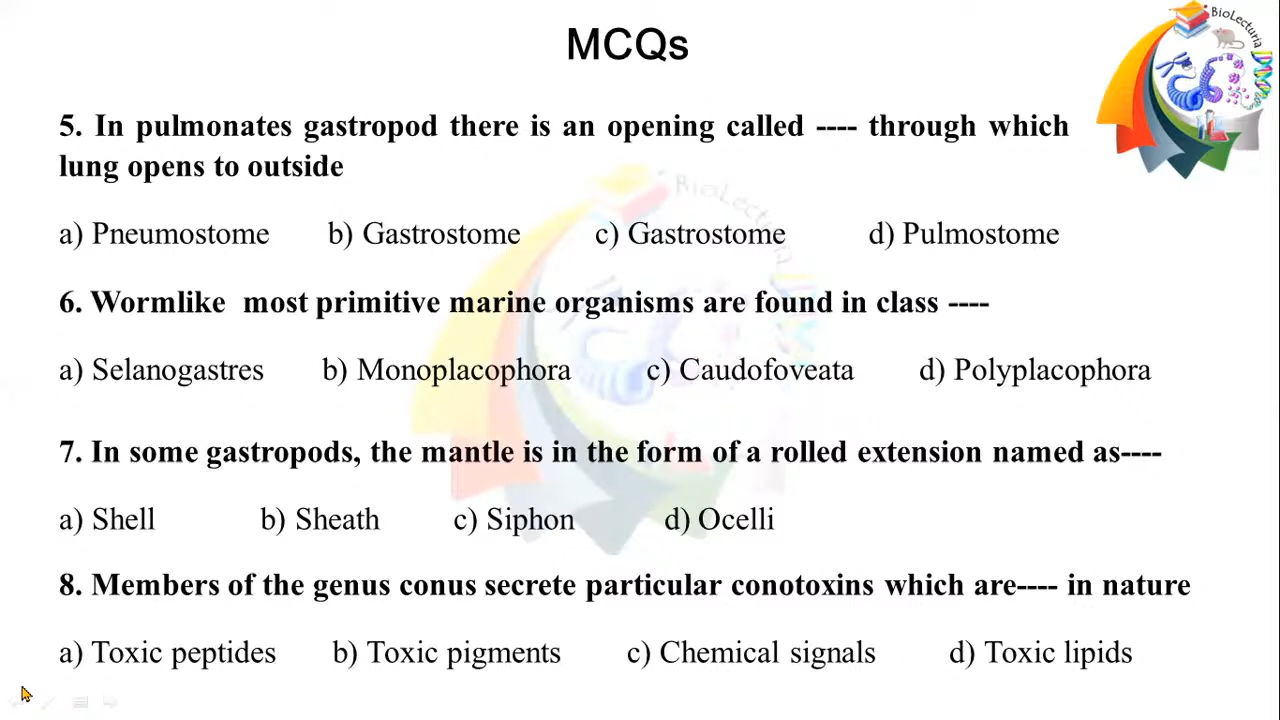 MCQs
BioLecturia
5. In pulmonates gastropod there is an opening called ---- through which
lung opens to outside
a) Pneumostome b) Gastrostome c) Gastrostome d) Pulmostome
6. Wormlike most primitive marine organisms are found in class ----
a) Selanogastres b) Monoplacophora c) Caudofoveata d) Polyplacophora
7. In some gastropods, the mantle is in the form of a rolled extension named as----
a) Shell b) Sheath c) Siphon d) Ocelli
8. Members of the genus conus secrete particular conotoxins which are---- in nature
a) Toxic peptides b) Toxic pigments c) Chemical signals d) Toxic lipids